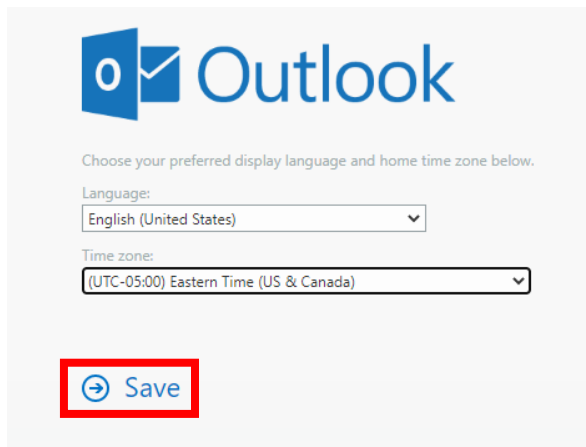 Outlook
Choose your preferred display language and home time zone below.
Language:
English (United States)
Time zone:
(UTC-05:00) Eastern Time (US & Canada)
Save